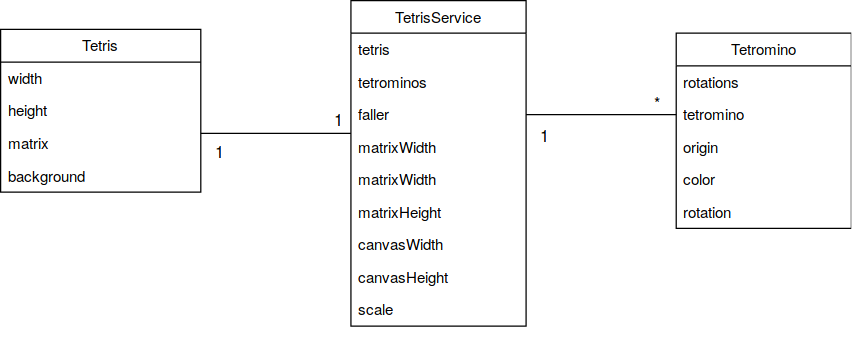 Tetris
width
height
matrix
background
1
1
TetrisService
tetris
tetrominos
faller
matrixWidth
matrixWidth
matrixHeight
canvasWidth
canvasHeight
scale
1
*
Tetromino
rotations
tetromino
origin
color
rotation